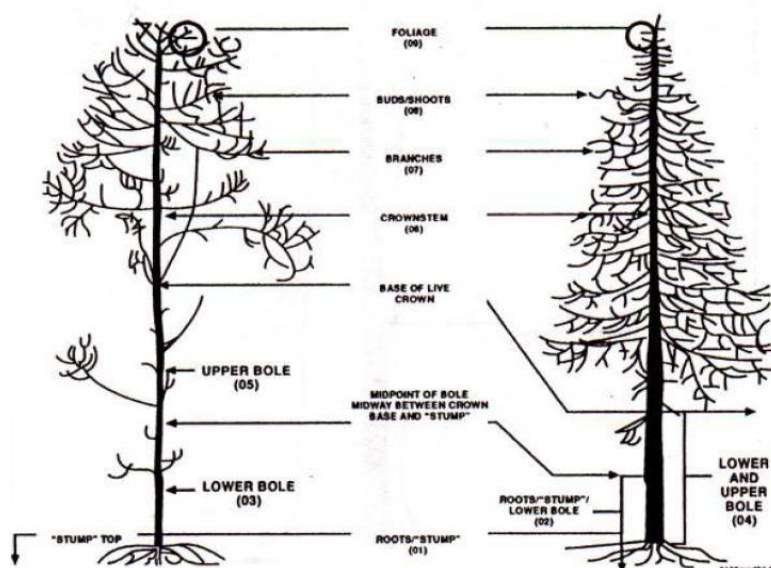 FOLIAGE
(09)
BUDS/SHOOTS
(08)
BRANCHES
(07)
CROWNSTEM
(06)
BASE OF LIVE
CROWN
UPPER BOLE
(05)
MIDPOINT OF BOLE
MIDWAY BETWEEN CROWN
BASE AND "STUMP"
LOWER BOLE
(03)
ROOTS/"STUMP"/
LOWER BOLE
(02)
LOWER
AND
UPPER
BOLE
(04)
"STUMP" TOP
ROOTS/"STUMP"
(01)